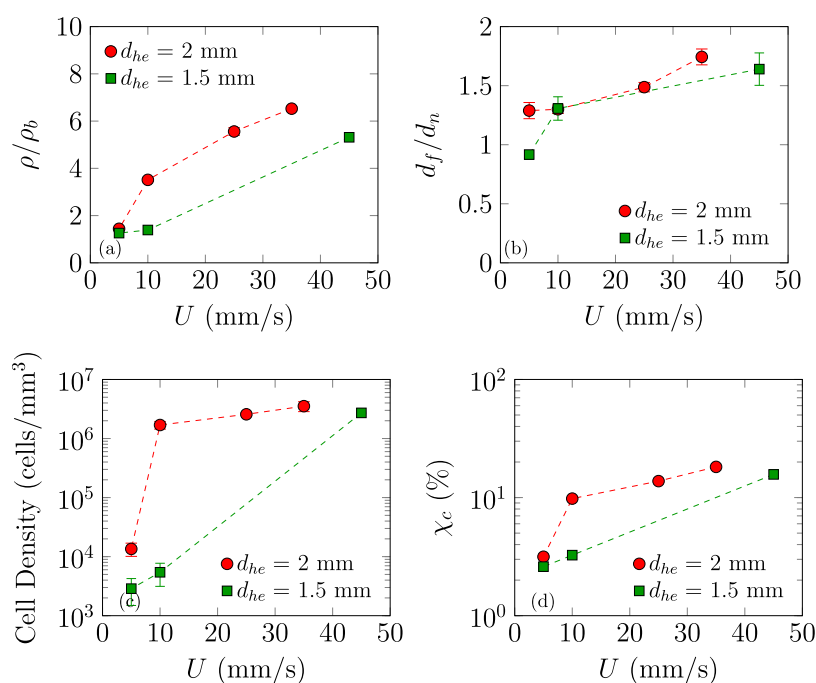 10
8
6
4
2
0
ρ/ρ_b
d_he = 2 mm
d_he = 1.5 mm
(a)
0 10 20 30 40 50
U (mm/s)
2
1.5
1
0.5
0
d_f/d_n
d_he = 2 mm
d_he = 1.5 mm
(b)
0 10 20 30 40 50
U (mm/s)
10^7
10^6
10^5
10^4
10^3
Cell Density (cells/mm^3)
d_he = 2 mm
d_he = 1.5 mm
(c)
0 10 20 30 40 50
U (mm/s)
10^2
10^1
10^0
χ_c (%)
d_he = 2 mm
d_he = 1.5 mm
(d)
0 10 20 30 40 50
U (mm/s)